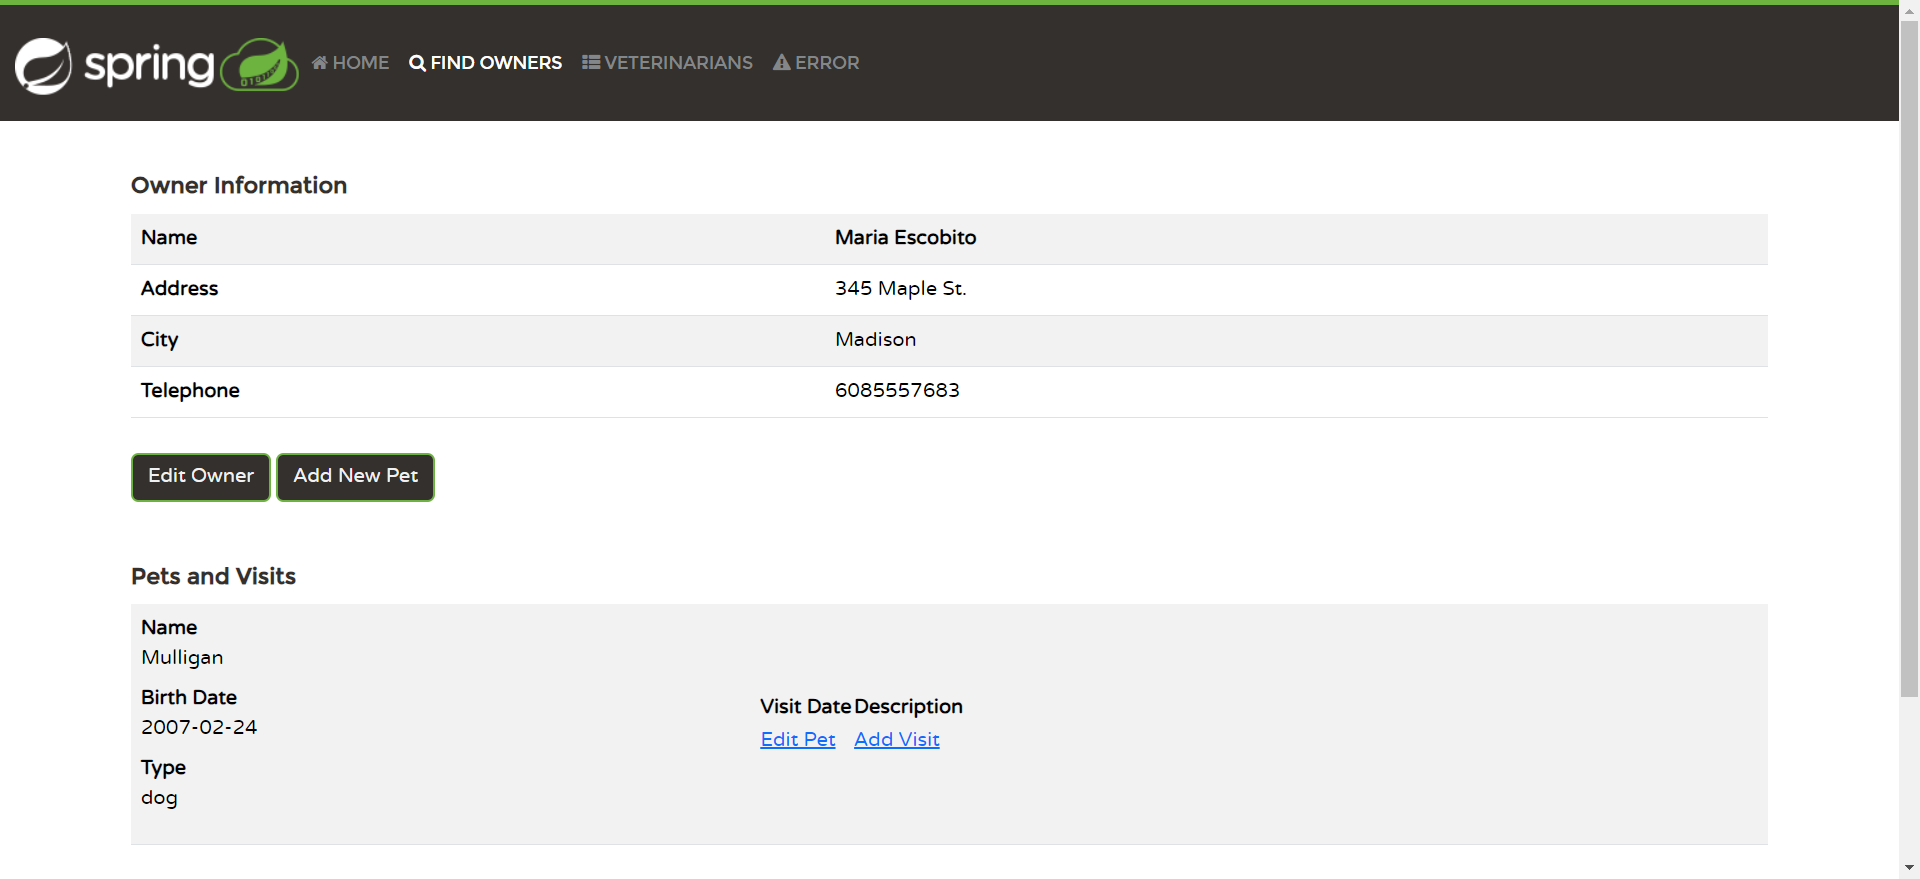 spring HOME FIND OWNERS VETERINARIANS ERROR
Owner Information
Name Maria Escobito
Address 345 Maple St.
City Madison
Telephone 6085557683
Edit Owner Add New Pet
Pets and Visits
Name
Mulligan
Birth Date
2007-02-24
Type
dog
Visit Date Description
Edit Pet Add Visit